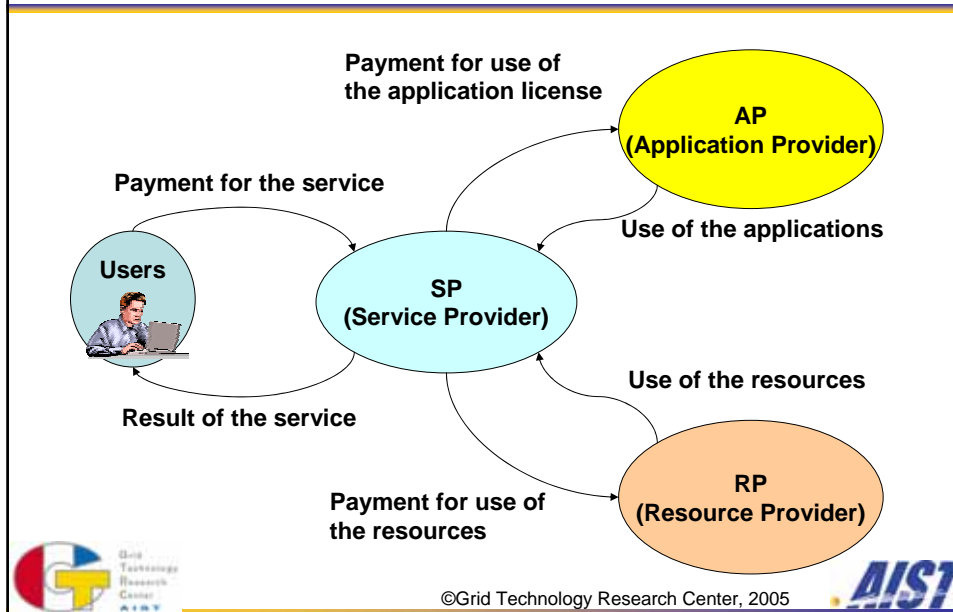 Payment for use of
the application license
AP
(Application Provider)
Payment for the service
Use of the applications
Users
SP
(Service Provider)
Use of the resources
Result of the service
RP
(Resource Provider)
Payment for use of
the resources
Grid
Technology
Research
Center
AIST
©Grid Technology Research Center, 2005
AIST